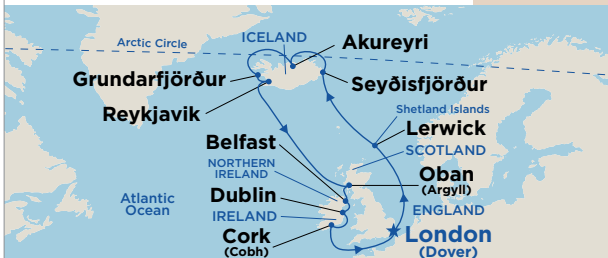 Arctic Circle
ICELAND
Akureyri
Grundarfjörður
Seyðisfjörður
Reykjavik
Shetland Islands
Lerwick
Belfast
SCOTLAND
NORTHERN
IRELAND
Oban
(Argyll)
Atlantic
Ocean
Dublin
IRELAND
ENGLAND
Cork
(Cobh)
London
(Dover)